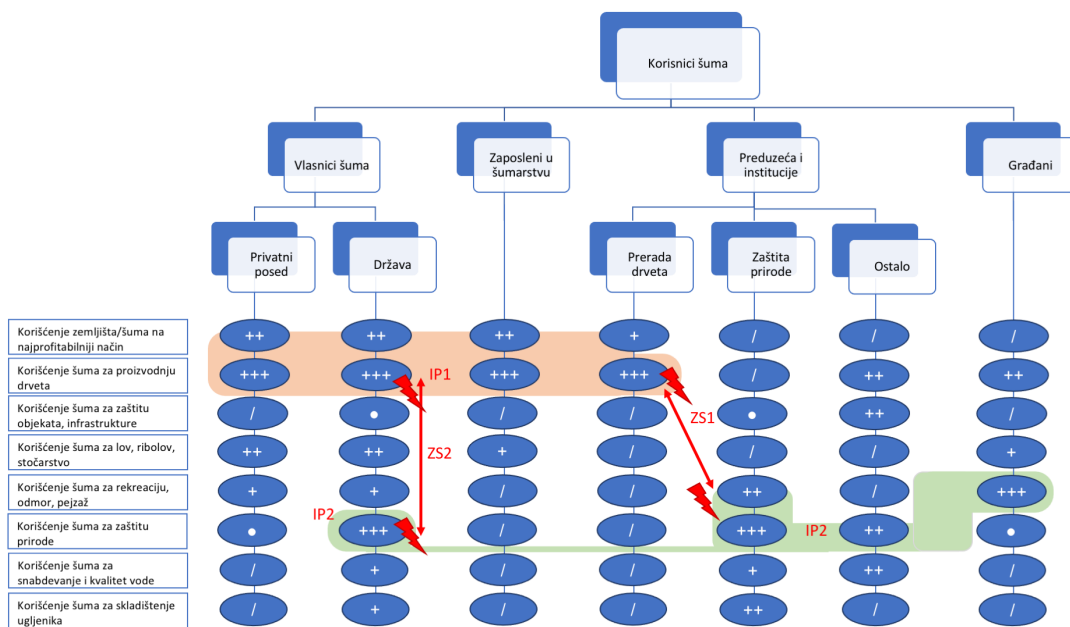 Korisnici šuma
Vlasnici šuma
Zaposleni u
šumarstvu
Preduzeća i
institucije
Građani
Privatni
posed
Država
Prerada
drveta
Zaštita
prirode
Ostalo
Korišćenje zemljišta/šuma na
najprofitabilniji način
++ ++ ++ + / / /
Korišćenje šuma za proizvodnju
drveta
+++ +++ IP1 +++ +++ / ++ ++
Korišćenje šuma za zaštitu
objekata, infrastrukture
/ ● / / ZS1 ● ++ /
Korišćenje šuma za lov, ribolov,
stočarstvo
++ ++ ZS2 + / / / +
Korišćenje šuma za rekreaciju,
odmor, pejzaž
+ + / / ++ / +++
Korišćenje šuma za zaštitu
prirode
● IP2 +++ / / +++ IP2 ++ ●
Korišćenje šuma za
snabdevanje i kvalitet vode
/ + / / + ++ /
Korišćenje šuma za skladištenje
ugljenika
/ + / / ++ / /